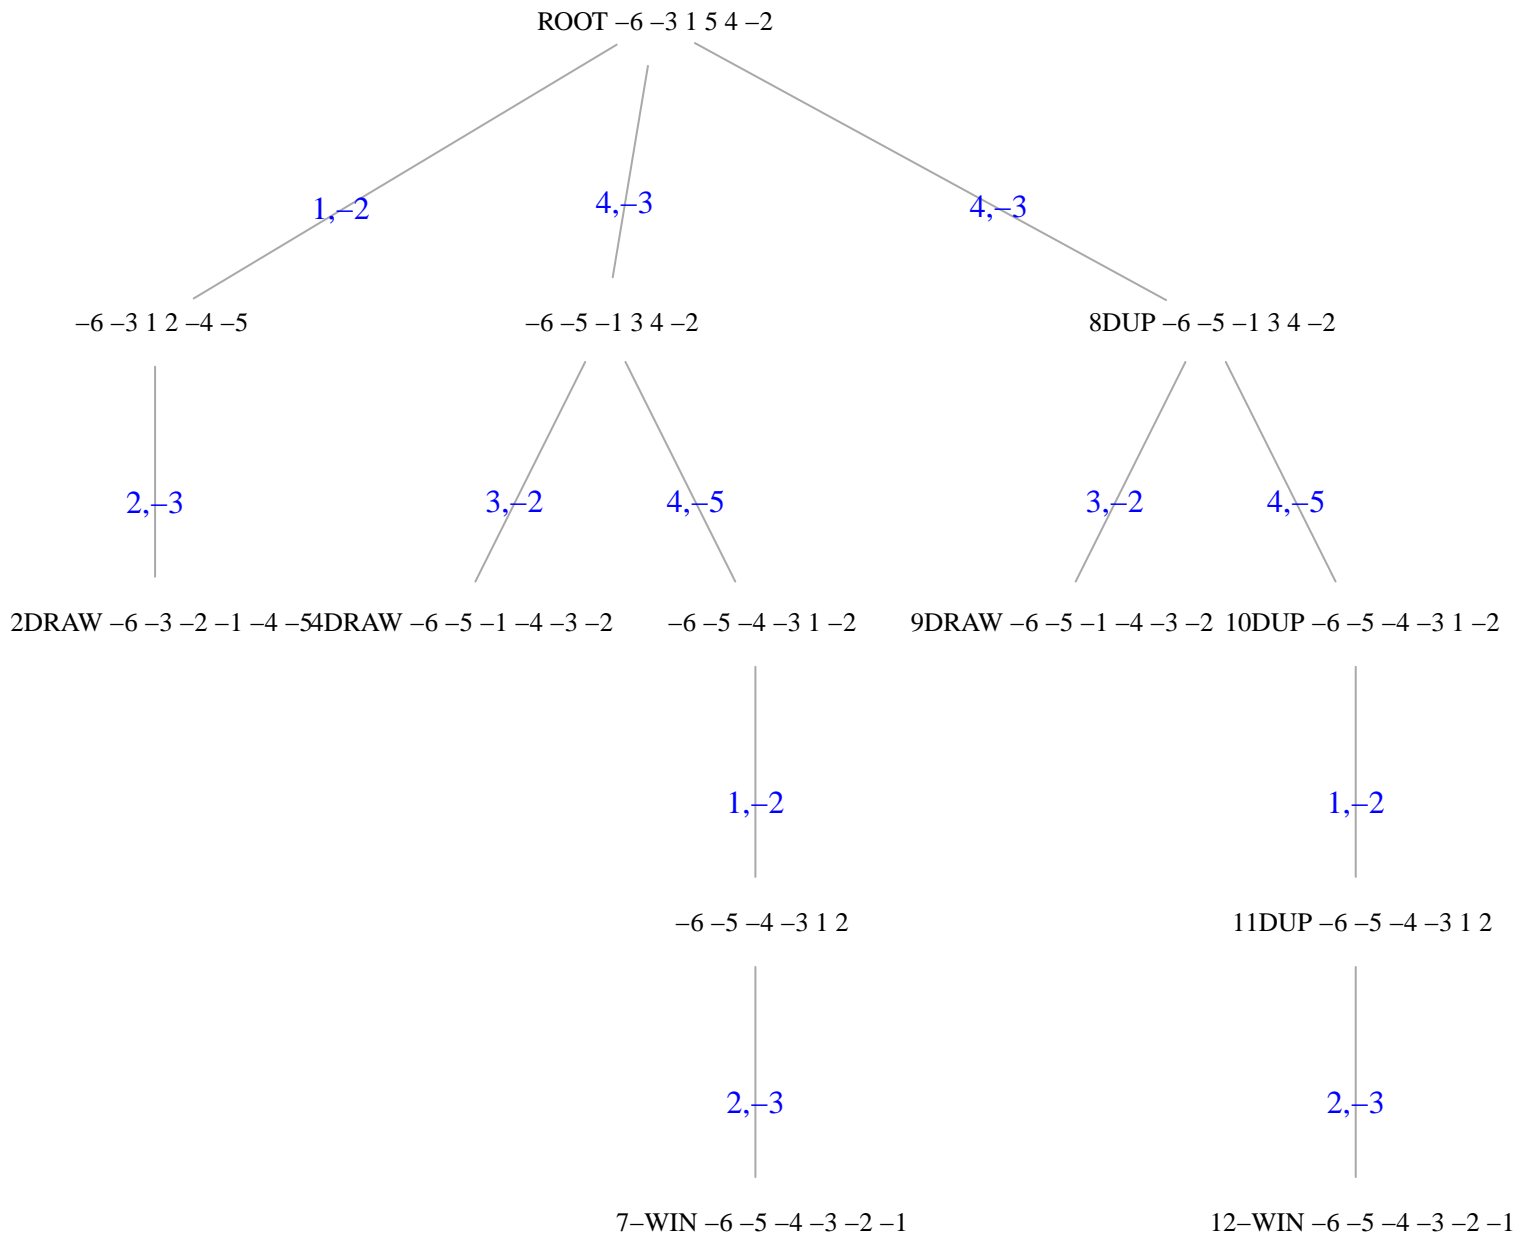 ROOT –6 –3 1 5 4 –2
1,–2
4,–3
4,–3
–6 –3 1 2 –4 –5
–6 –5 –1 3 4 –2
8DUP –6 –5 –1 3 4 –2
2,–3
3,–2
4,–5
3,–2
4,–5
2DRAW –6 –3 –2 –1 –4 –5
4DRAW –6 –5 –1 –4 –3 –2
–6 –5 –4 –3 1 –2
9DRAW –6 –5 –1 –4 –3 –2
10DUP –6 –5 –4 –3 1 –2
1,–2
1,–2
–6 –5 –4 –3 1 2
11DUP –6 –5 –4 –3 1 2
2,–3
2,–3
7–WIN –6 –5 –4 –3 –2 –1
12–WIN –6 –5 –4 –3 –2 –1